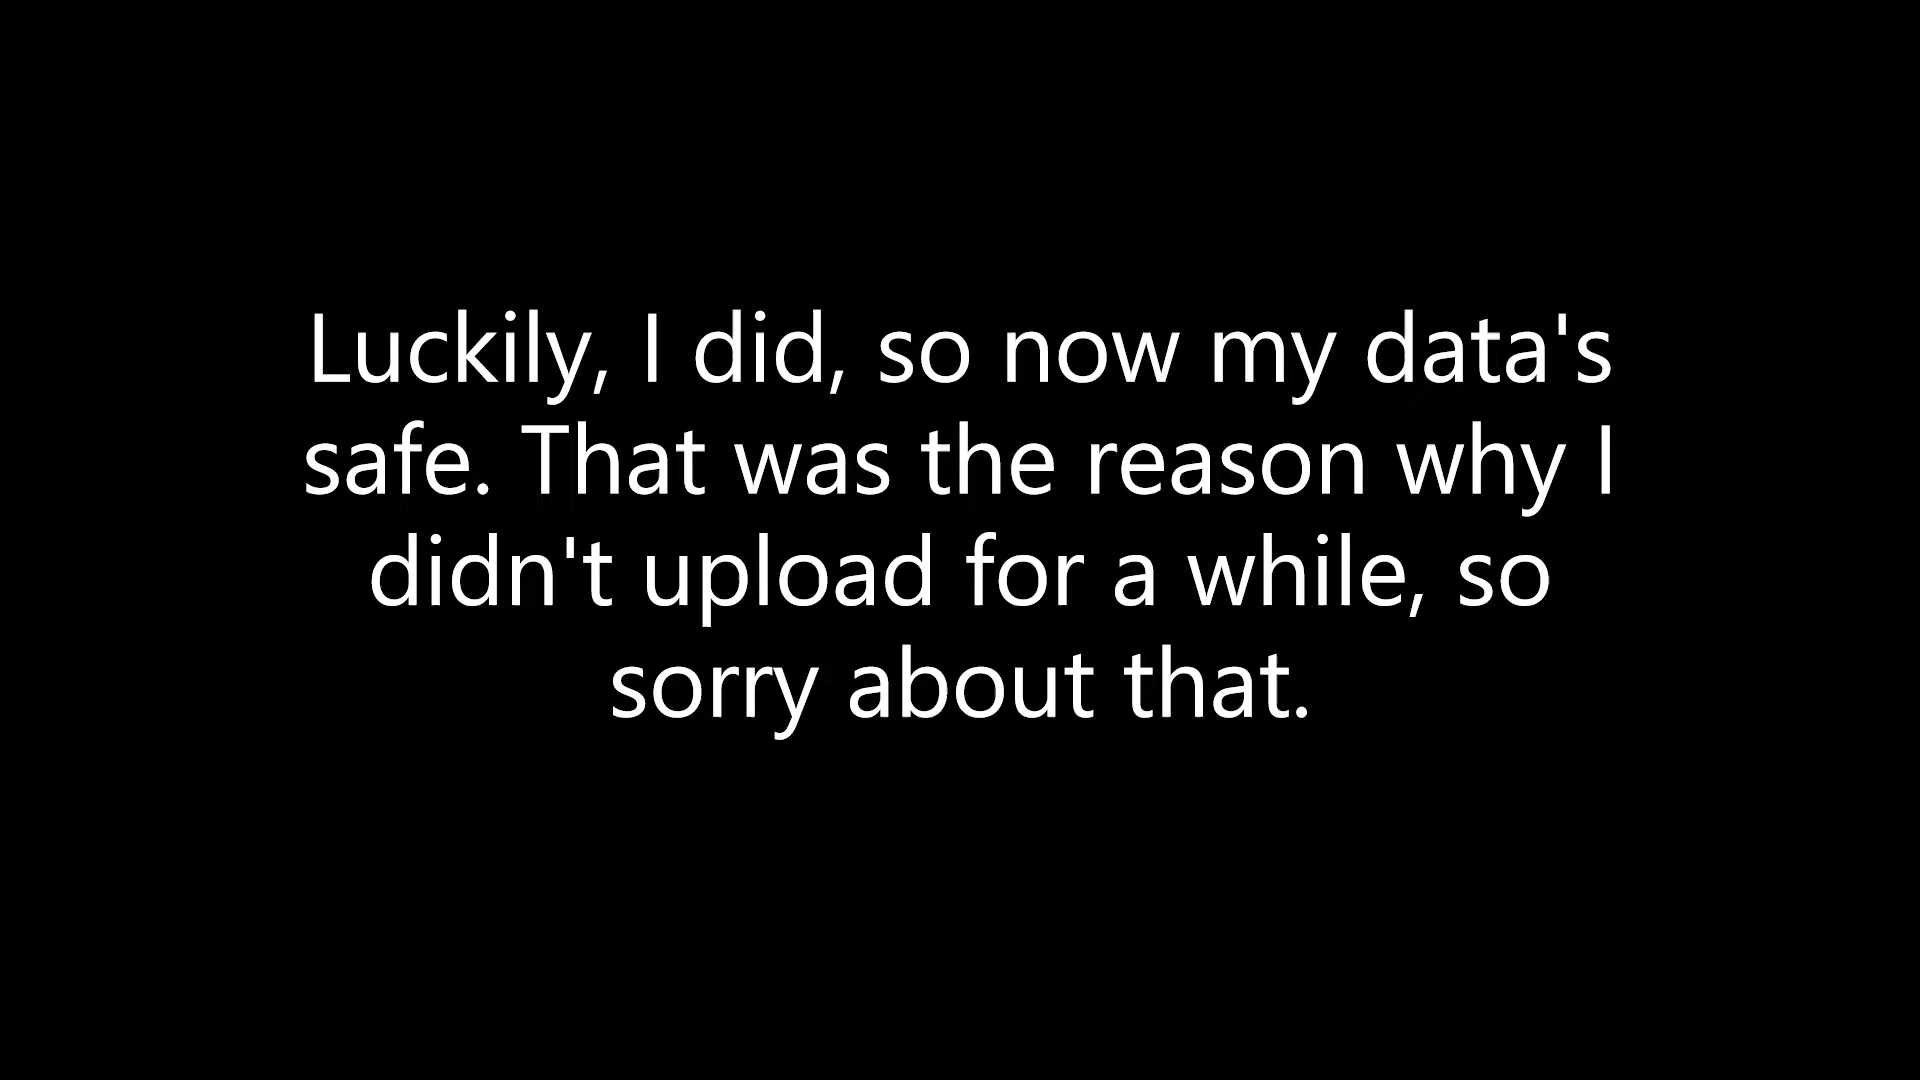 Luckily, I did, so now my data's
safe. That was the reason why I
didn't upload for a while, so
sorry about that.